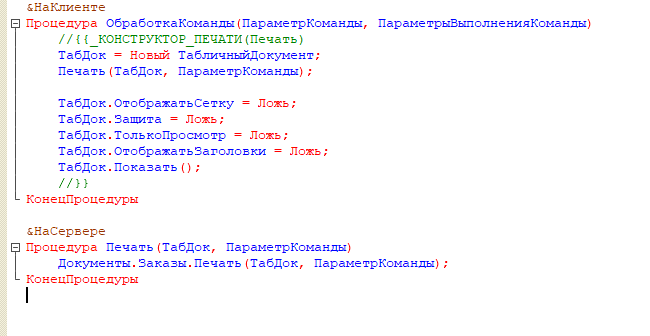 &НаКлиенте
Процедура ОбработкаКоманды(ПараметрКоманды, ПараметрыВыполненияКоманды)
//{{_КОНСТРУКТОР_ПЕЧАТИ(Печать)
ТабДок = Новый ТабличныйДокумент;
Печать(ТабДок, ПараметрКоманды);
ТабДок.ОтображатьСетку = Ложь;
ТабДок.Защита = Ложь;
ТабДок.ТолькоПросмотр = Ложь;
ТабДок.ОтображатьЗаголовки = Ложь;
ТабДок.Показать();
//}}
КонецПроцедуры
&НаСервере
Процедура Печать(ТабДок, ПараметрКоманды)
Документы.Заказы.Печать(ТабДок, ПараметрКоманды);
КонецПроцедуры